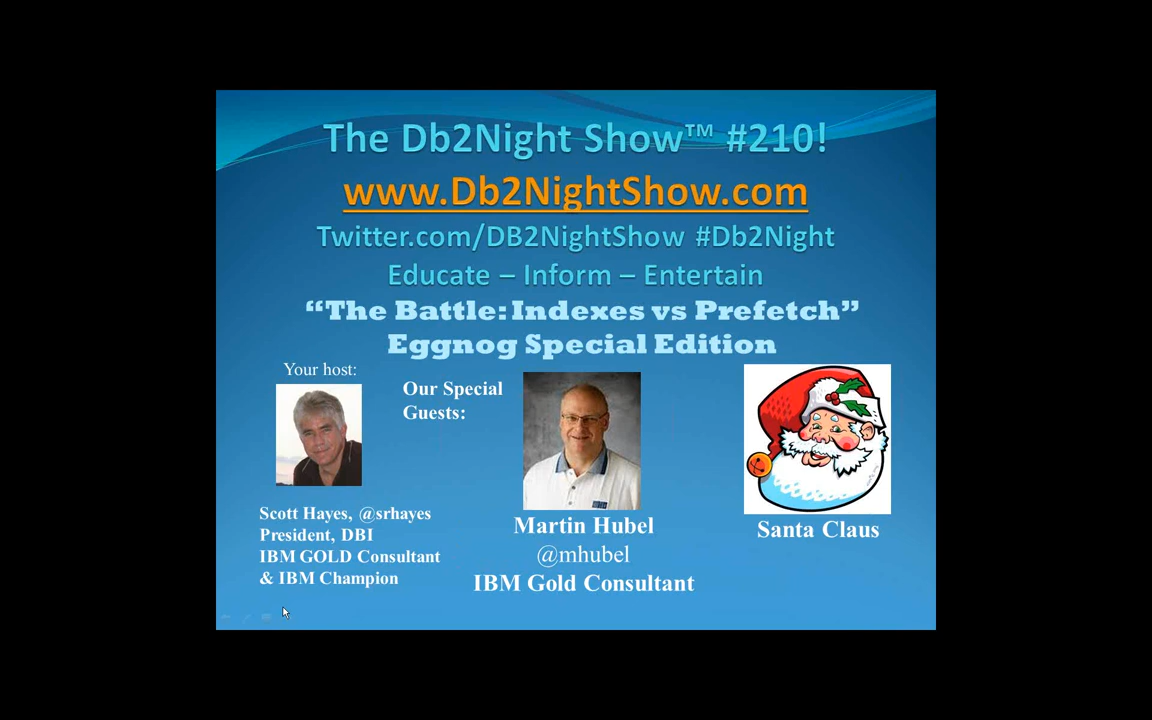 The Db2Night Show™ #210!
www.Db2NightShow.com
Twitter.com/DB2NightShow #Db2Night
Educate – Inform – Entertain
“The Battle: Indexes vs Prefetch”
Eggnog Special Edition
Your host:
Our Special
Guests:
Scott Hayes, @srhayes
President, DBI
IBM GOLD Consultant
& IBM Champion
Martin Hubel
@mhubel
IBM Gold Consultant
Santa Claus